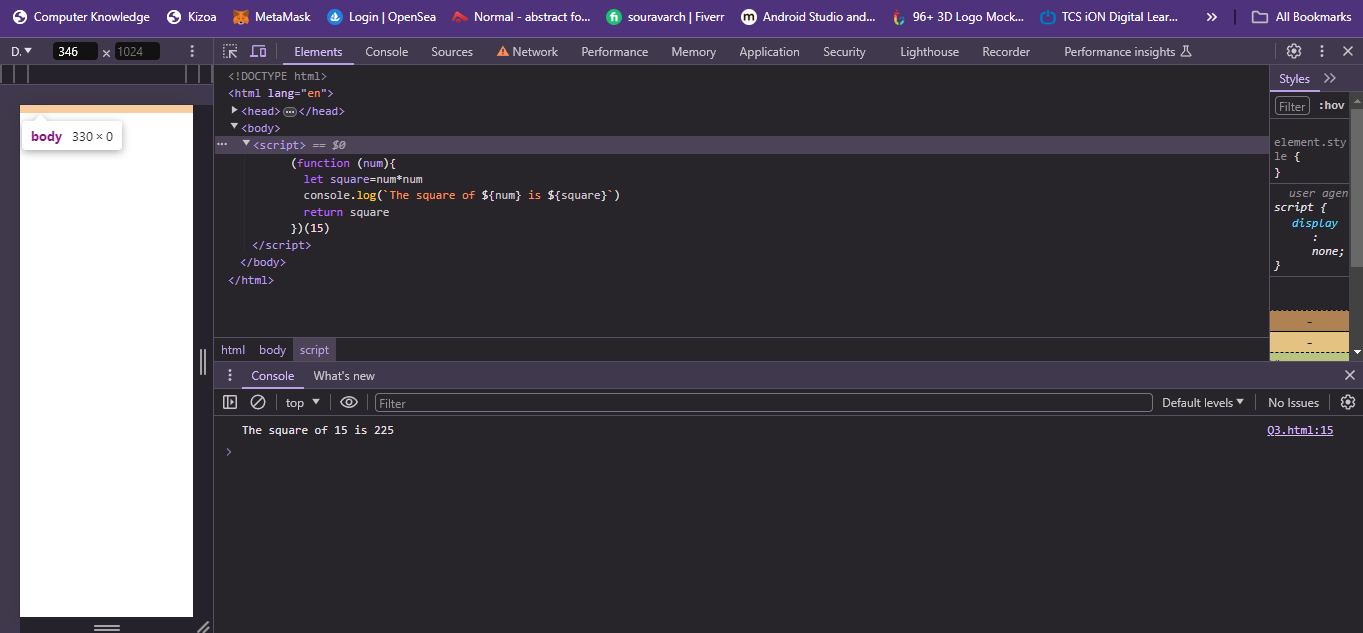 Computer Knowledge Kizoa MetaMask Login | OpenSea Normal - abstract fo... souravarch | Fiverr Android Studio and... 96+ 3D Logo Mock... TCS iON Digital Lear... » All Bookmarks
D. 346 × 1024 Elements Console Sources Network Performance Memory Application Security Lighthouse Recorder Performance insights
<!DOCTYPE html>
<html lang="en">
<head> ... </head>
<body>
... <script> == $0
(function (num){
let square=num*num
console.log(`The square of ${num} is ${square}`)
return square
})(15)
</script>
</body>
</html>
body 330 × 0
Styles
Filter :hov
element.sty
le {
}
user agen
script {
display
:
none;
}
-
-
html body script
Console What's new
top Filter Default levels No Issues
The square of 15 is 225 Q3.html:15
>